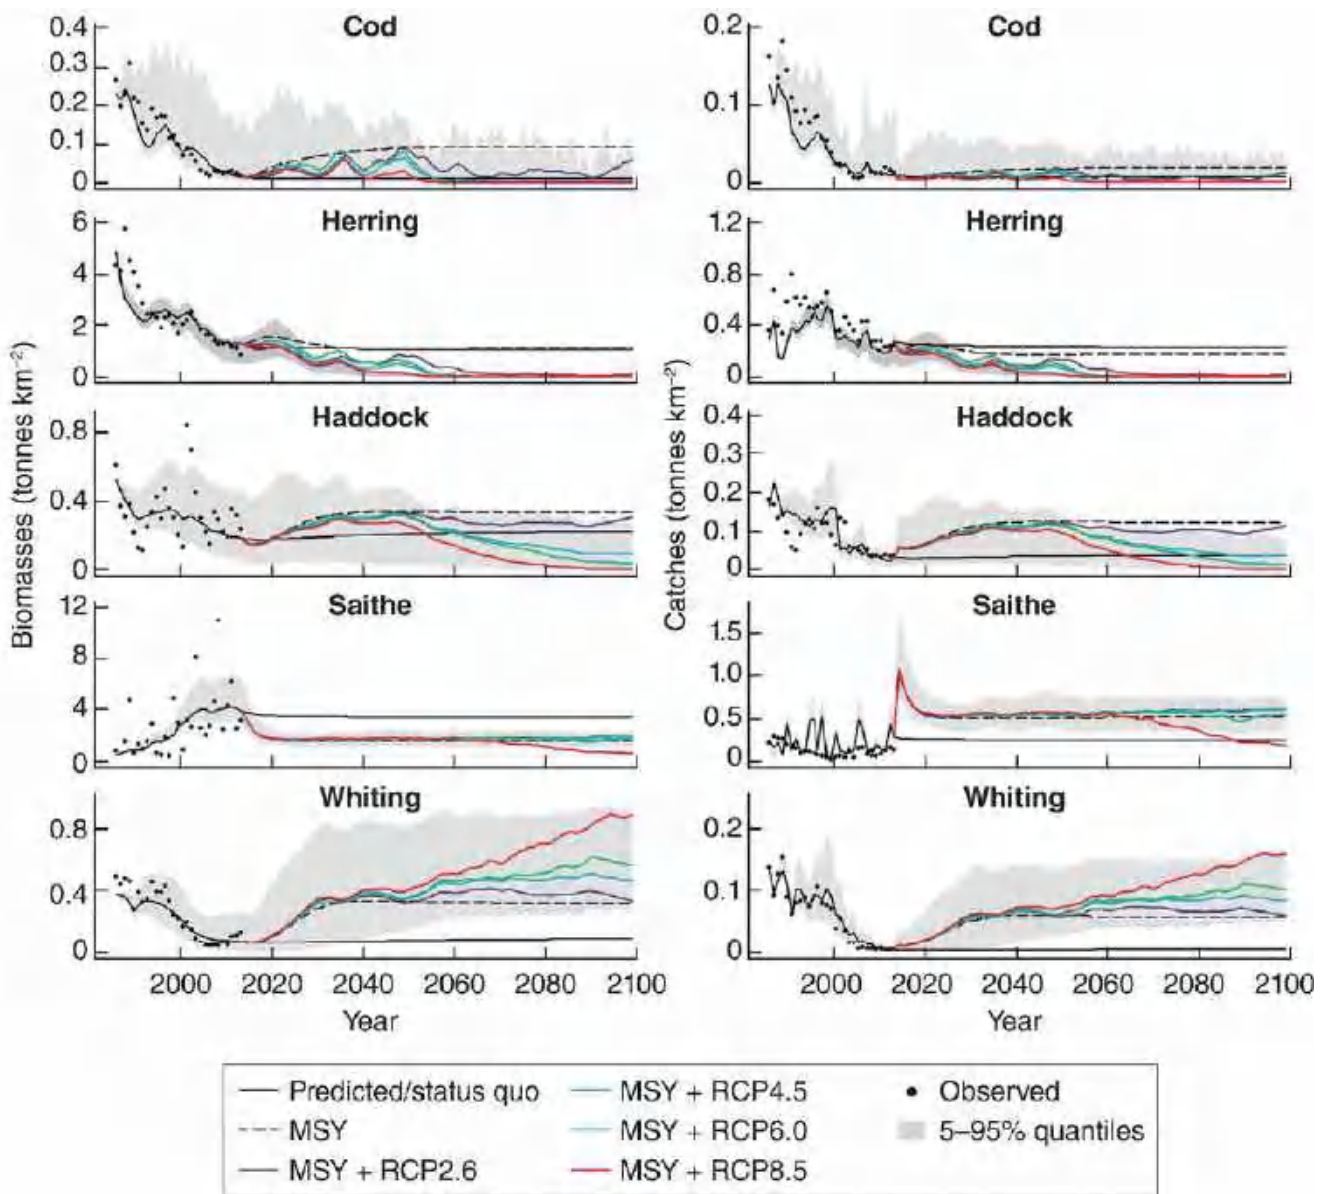 Cod
0.4
0.3
0.2
0.1
0
Cod
0.2
0.1
0
Herring
6
4
2
0
Herring
1.2
0.8
0.4
0
Haddock
0.8
0.4
0
Haddock
0.4
0.3
0.2
0.1
0
Saithe
12
8
4
0
Saithe
1.5
1.0
0.5
0
Whiting
0.8
0.4
0
Whiting
0.2
0.1
0
Biomasses (tonnes km⁻²)
Catches (tonnes km⁻²)
2000 2020 2040 2060 2080 2100
Year
2000 2020 2040 2060 2080 2100
Year
Predicted/status quo
MSY + RCP4.5
Observed
MSY
MSY + RCP6.0
5–95% quantiles
MSY + RCP2.6
MSY + RCP8.5